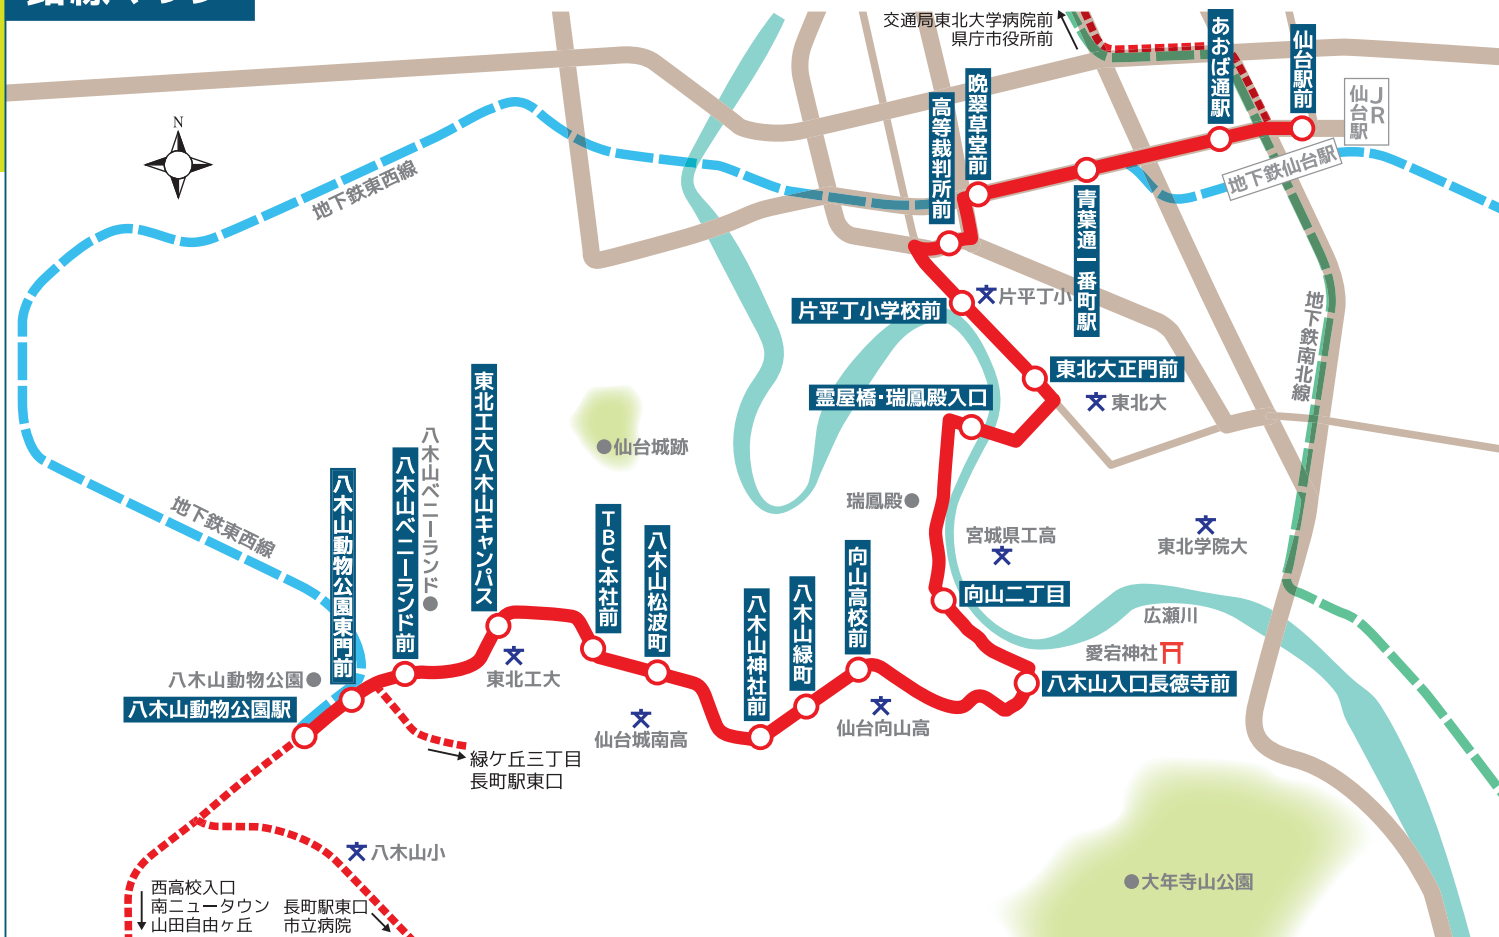 交通局東北大学病院前
県庁市役所前
あおば通駅
仙台駅前
JR
仙台駅
N
晩翠草堂前
高等裁判所前
地下鉄仙台駅
地下鉄東西線
青葉通一番町駅
片平丁小
片平丁小学校前
地下鉄南北線
東北大正門前
霊屋橋・瑞鳳殿入口
東北大
東北工大八木山キャンパス
八木山ベニーランド
仙台城跡
八木山ベニーランド前
八木山動物公園東門前
瑞鳳殿
地下鉄東西線
TBC本社前
八木山松波町
宮城県工高
東北学院大
向山高校前
八木山緑町
八木山神社前
向山二丁目
広瀬川
愛宕神社
八木山動物公園
東北工大
八木山入口長徳寺前
八木山動物公園駅
仙台城南高
仙台向山高
緑ケ丘三丁目
長町駅東口
八木山小
大年寺山公園
西高校入口
南ニュータウン
山田自由ヶ丘
長町駅東口
市立病院